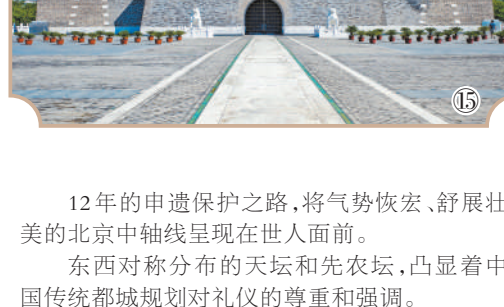 ⑮
12年的申遗保护之路,将气势恢宏、舒展壮
美的北京中轴线呈现在世人面前。
东西对称分布的天坛和先农坛,凸显着中
国传统都城规划对礼仪的尊重和强调。